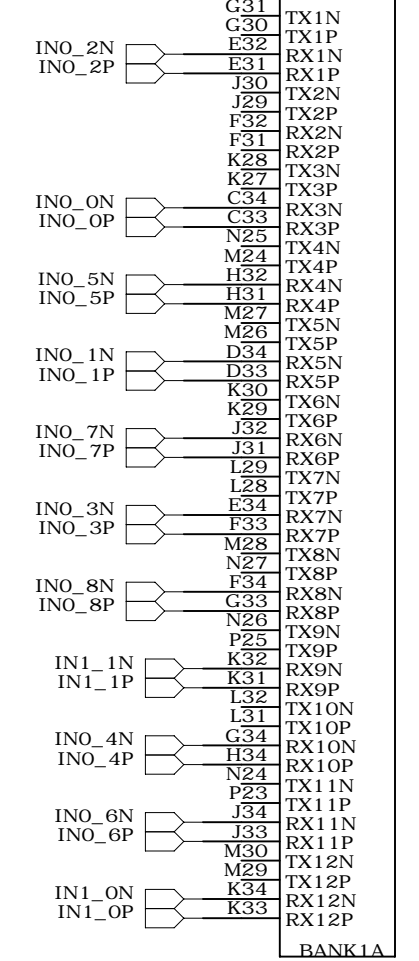 G31 TX1N
G30 TX1P
IN0_2N E32 RX1N
IN0_2P E31 RX1P
J30 TX2N
J29 TX2P
F32 RX2N
F31 RX2P
K28 TX3N
K27 TX3P
IN0_0N C34 RX3N
IN0_0P C33 RX3P
N25 TX4N
M24 TX4P
IN0_5N H32 RX4N
IN0_5P H31 RX4P
M27 TX5N
M26 TX5P
IN0_1N D34 RX5N
IN0_1P D33 RX5P
K30 TX6N
K29 TX6P
IN0_7N J32 RX6N
IN0_7P J31 RX6P
L29 TX7N
L28 TX7P
IN0_3N E34 RX7N
IN0_3P F33 RX7P
M28 TX8N
N27 TX8P
IN0_8N F34 RX8N
IN0_8P G33 RX8P
N26 TX9N
P25 TX9P
IN1_1N K32 RX9N
IN1_1P K31 RX9P
L32 TX10N
L31 TX10P
IN0_4N G34 RX10N
IN0_4P H34 RX10P
N24 TX11N
P23 TX11P
IN0_6N J34 RX11N
IN0_6P J33 RX11P
M30 TX12N
M29 TX12P
IN1_0N K34 RX12N
IN1_0P K33 RX12P
BANK1A